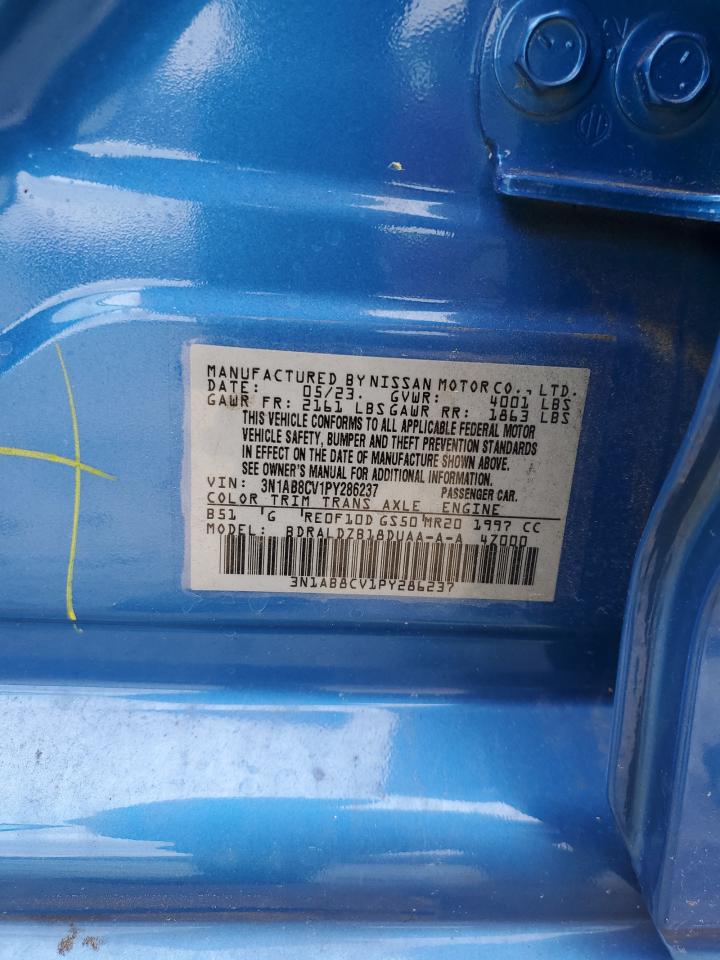 MANUFACTURED BY NISSAN MOTOR CO., LTD.
DATE: 05/23. GVWR: 4001 LBS
GAWR FR: 2161 LBS GAWR RR: 1863 LBS
THIS VEHICLE CONFORMS TO ALL APPLICABLE FEDERAL MOTOR
VEHICLE SAFETY, BUMPER AND THEFT PREVENTION STANDARDS
IN EFFECT ON THE DATE OF MANUFACTURE SHOWN ABOVE.
SEE OWNER'S MANUAL FOR ADDITIONAL INFORMATION.
VIN: 3N1AB8CV1PY286237 PASSENGER CAR.
COLOR TRIM TRANS AXLE ENGINE
B51 G RE0F10D GS50 MR20 1997 CC
MODEL: BDRALDZB18DUAA-A-A 4Z000
3N1AB8CV1PY286237